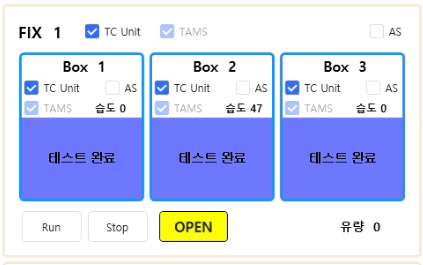 FIX 1 TC Unit TAMS AS
Box 1 Box 2 Box 3
TC Unit AS TC Unit AS TC Unit AS
TAMS 습도 0 TAMS 습도 47 TAMS 습도 0
테스트 완료 테스트 완료 테스트 완료
Run Stop OPEN 유량 0